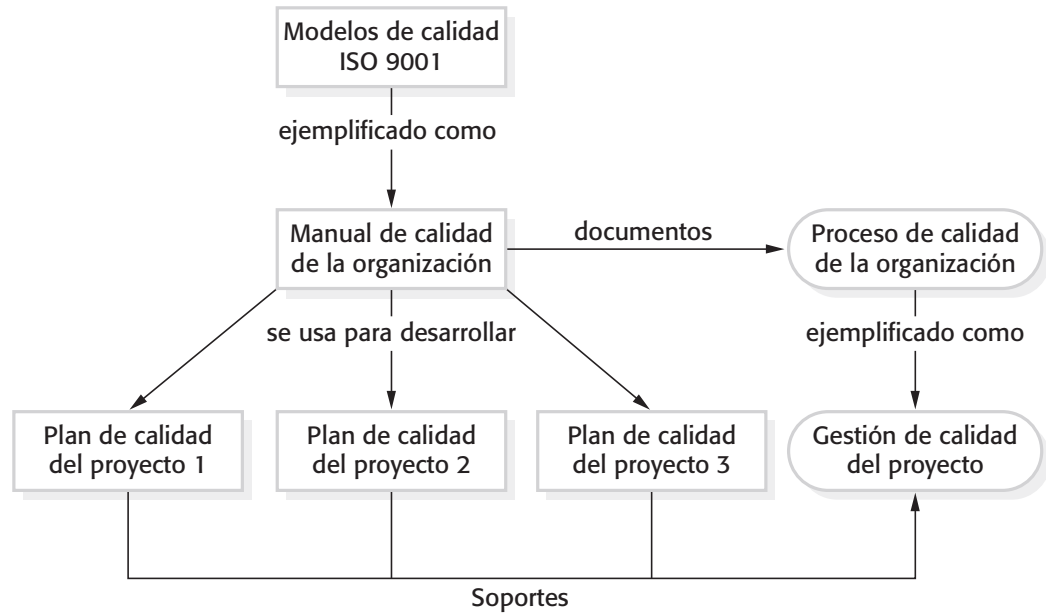 Modelos de calidad
ISO 9001
ejemplificado como
Manual de calidad
de la organización
documentos
Proceso de calidad
de la organización
se usa para desarrollar
ejemplificado como
Plan de calidad
del proyecto 1
Plan de calidad
del proyecto 2
Plan de calidad
del proyecto 3
Gestión de calidad
del proyecto
Soportes